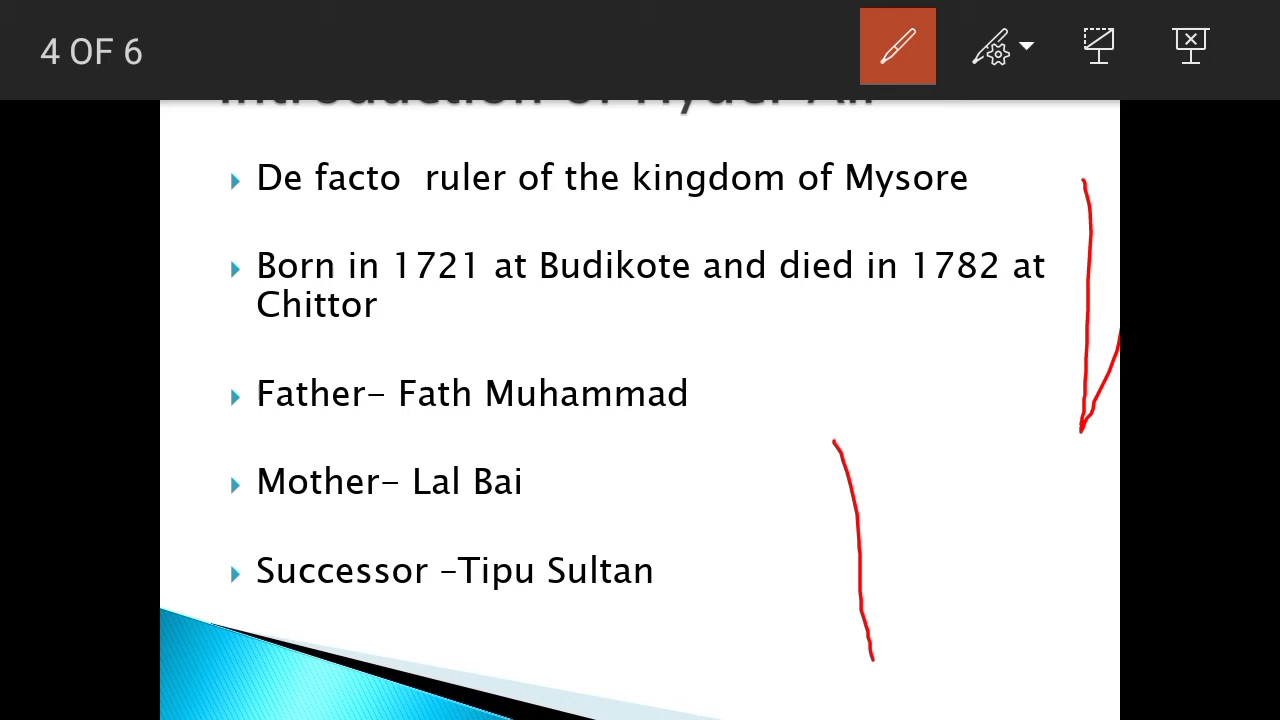 4 OF 6
Introduction of Hyder Ali
De facto ruler of the kingdom of Mysore
Born in 1721 at Budikote and died in 1782 at
Chittor
Father- Fath Muhammad
Mother- Lal Bai
Successor -Tipu Sultan